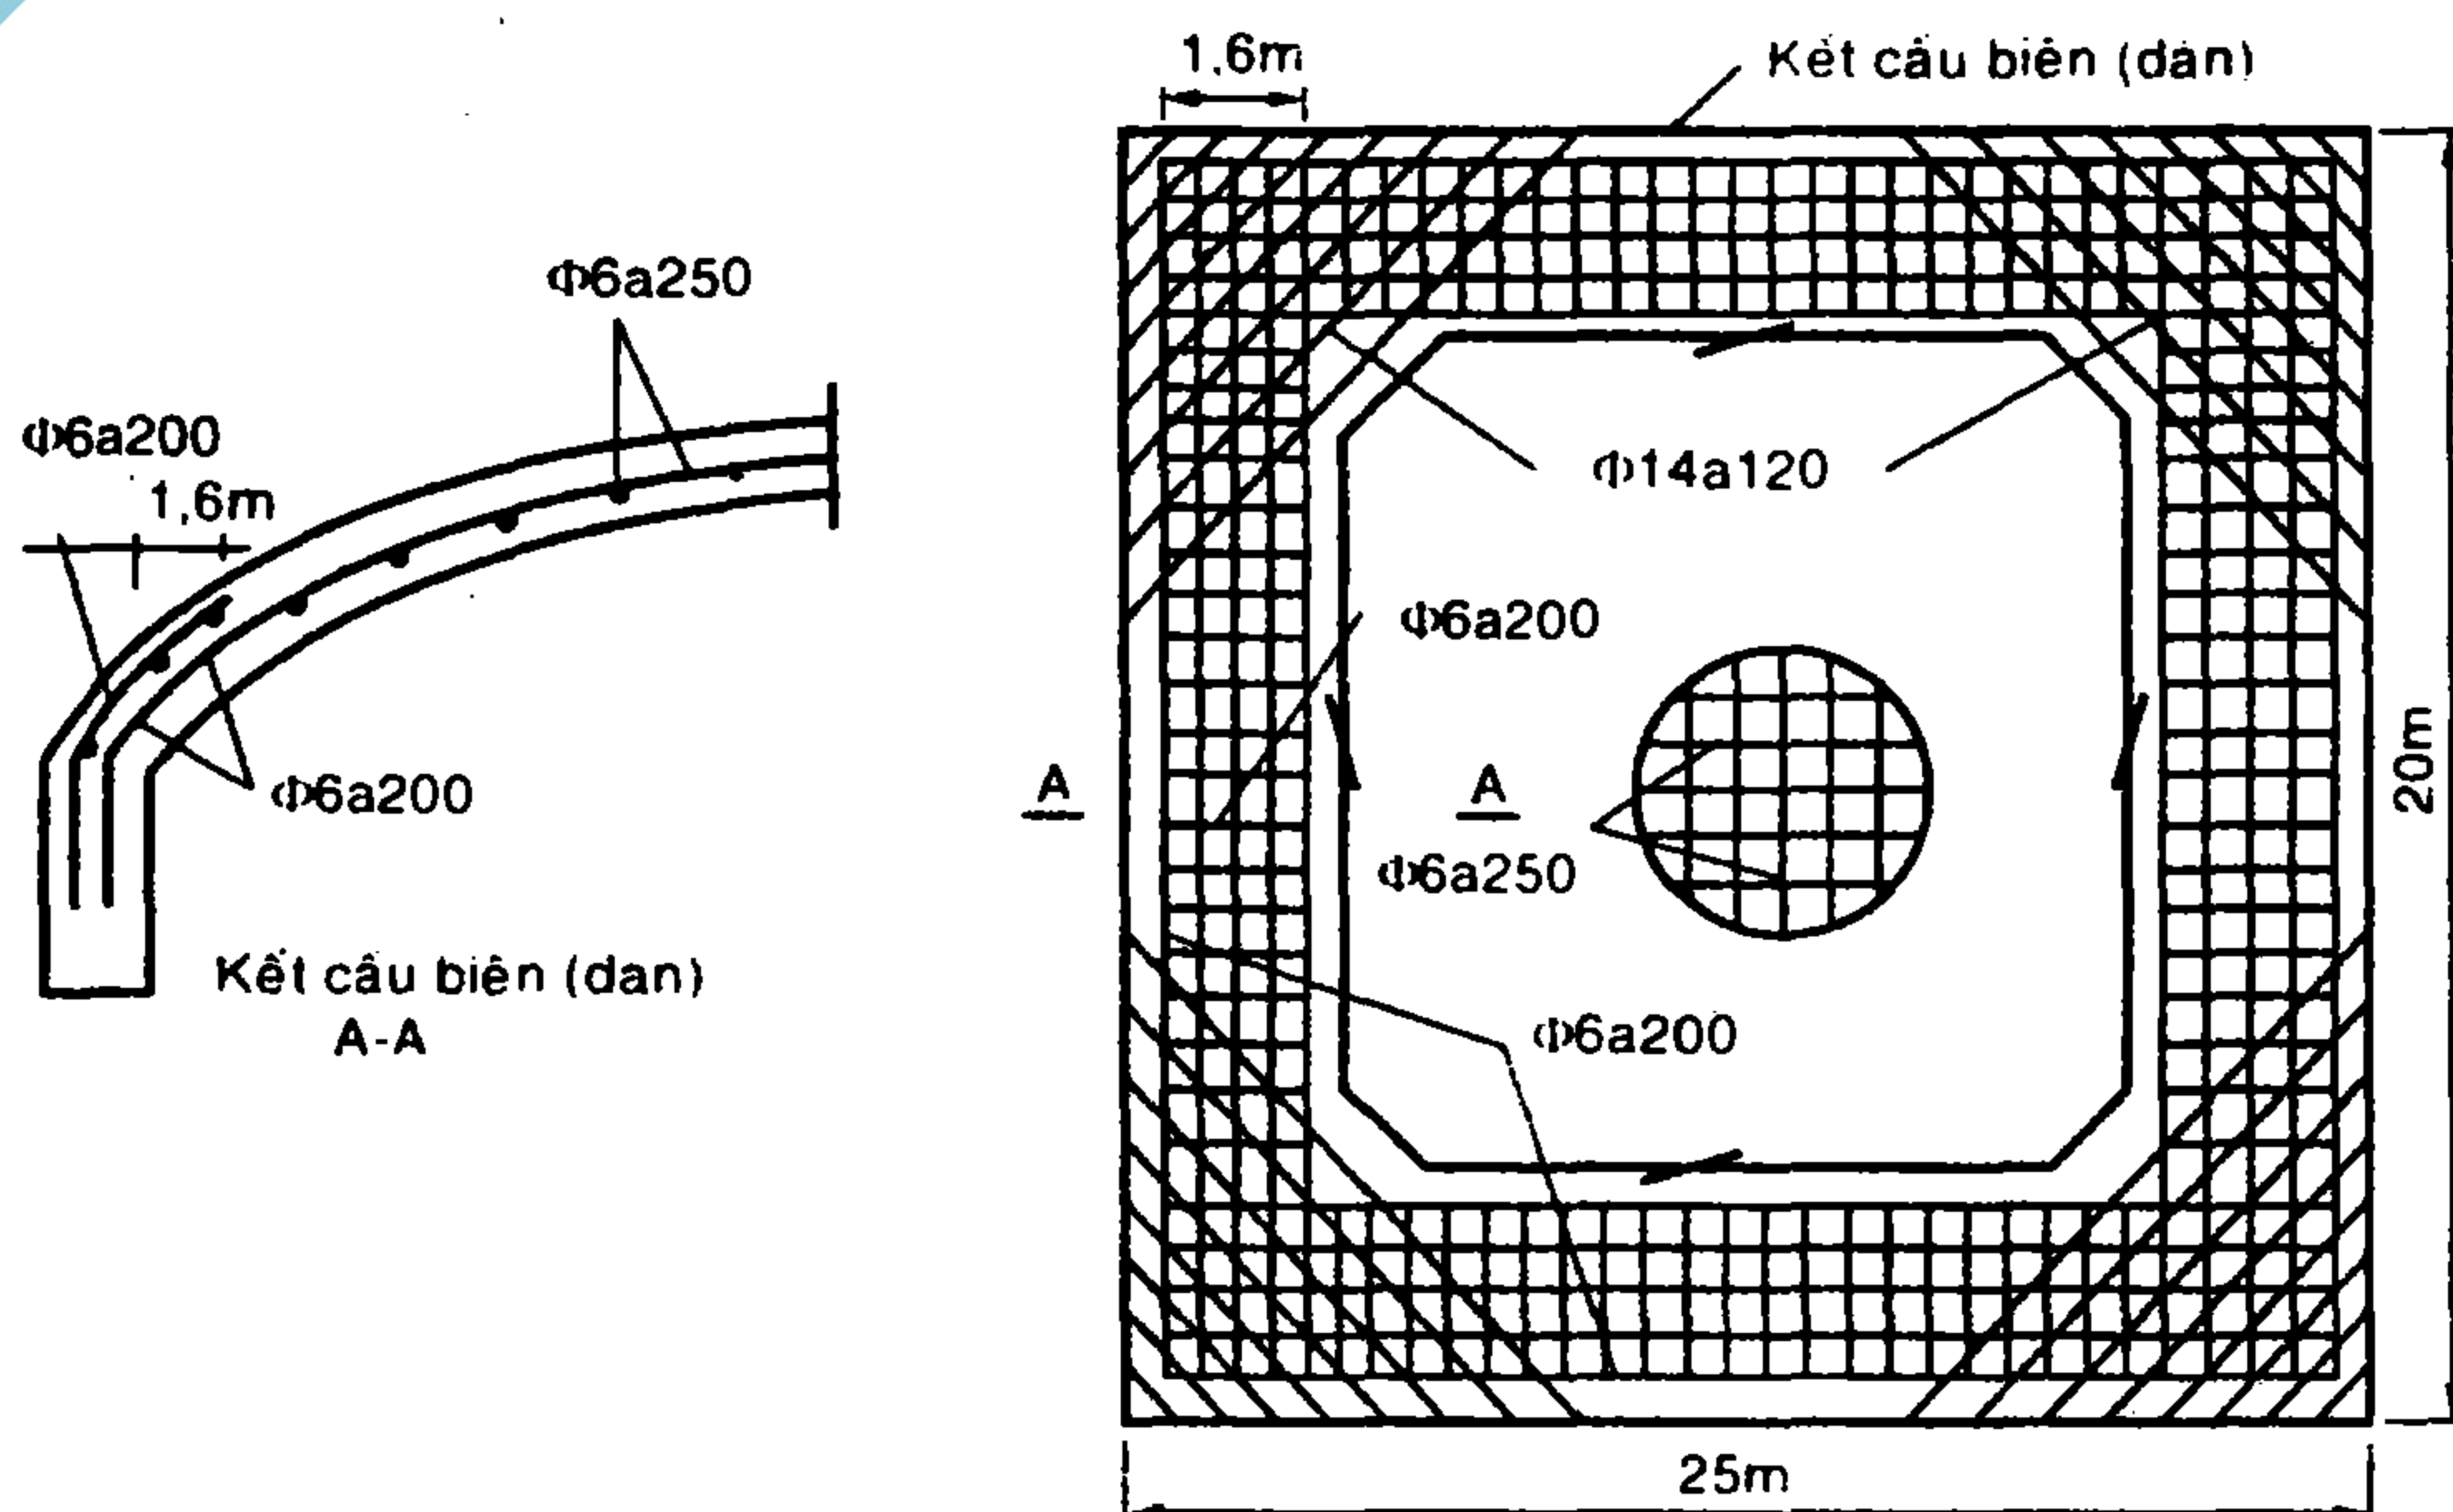 Φ6a250
Φ6a200
1,6m
Φ6a200
Kết cấu biên (dan)
A-A
1,6m
Kết cấu biên (dàn)
Φ14a120
Φ6a200
A
A
Φ6a250
Φ6a200
20m
25m